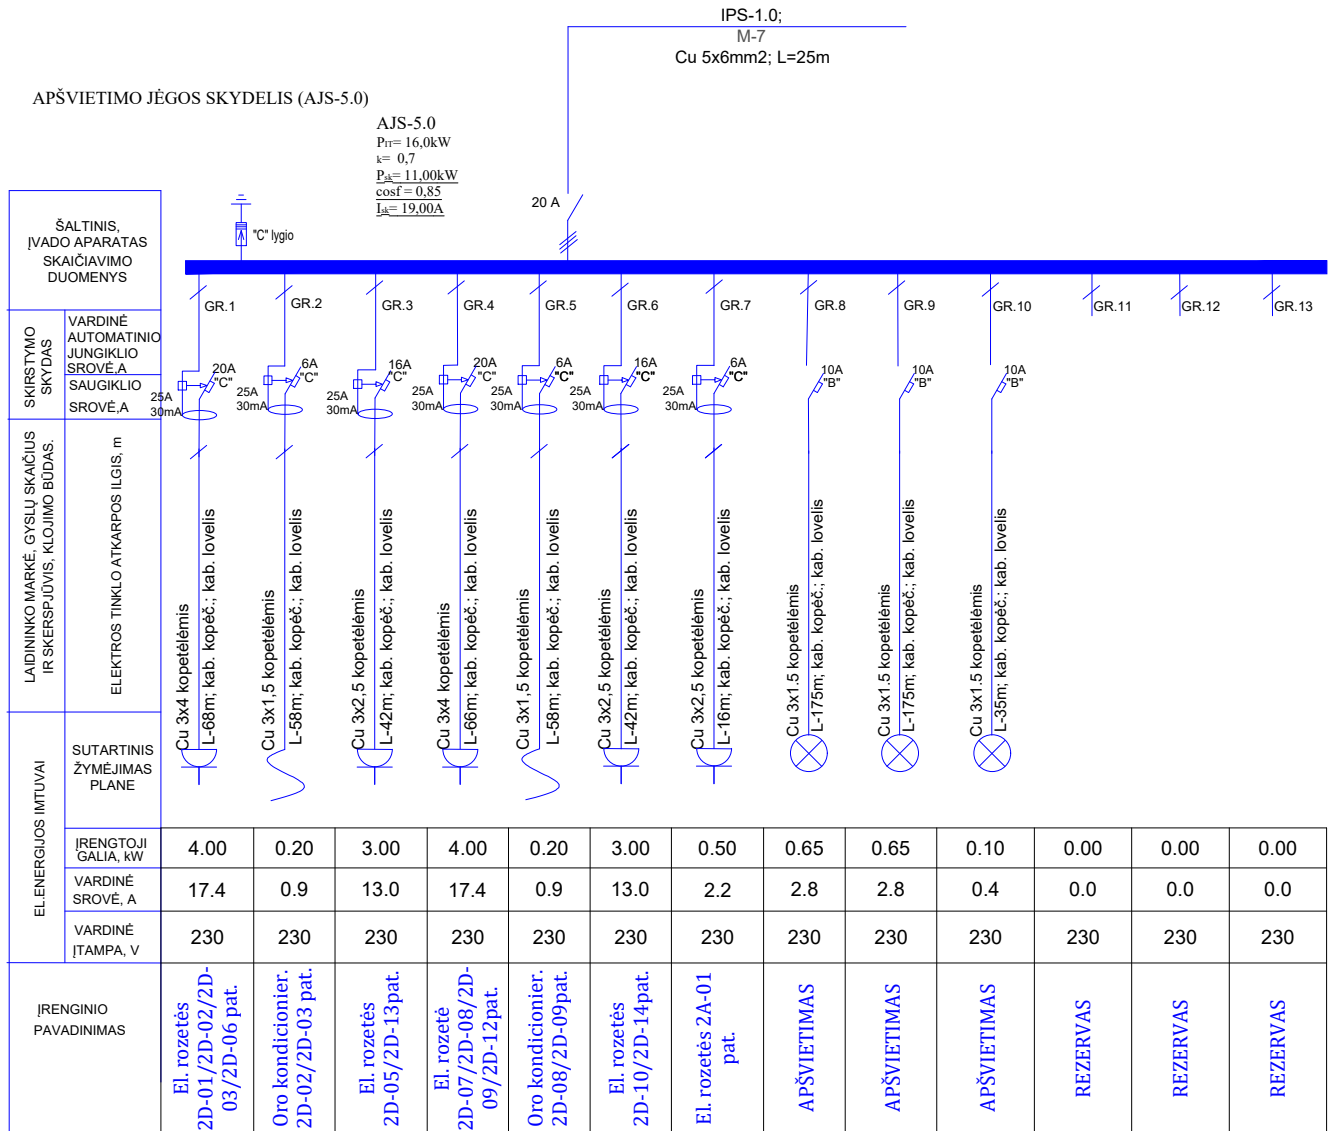 IPS-1.0;
M-7
Cu 5x6mm2; L=25m
APŠVIETIMO JĖGOS SKYDELIS (AJS-5.0)
AJS-5.0
PIT= 16,0kW
k= 0,7
Psk= 11,00kW
cosf = 0,85
Isk= 19,00A
20 A
"C" lygio
ŠALTINIS,
ĮVADO APARATAS
SKAIČIAVIMO
DUOMENYS
GR.1 GR.2 GR.3 GR.4 GR.5 GR.6 GR.7 GR.8 GR.9 GR.10 GR.11 GR.12 GR.13
SKIRSTYMO
SKYDAS
VARDINĖ
AUTOMATINIO
JUNGIKLIO
SROVĖ,A
SAUGIKLIO
SROVĖ,A
20A 6A 16A 20A 6A 16A 6A 10A 10A 10A
"C" "C" "C" "C" "C" "C" "C" "B" "B" "B"
25A 25A 25A 25A 25A 25A 25A
30mA 30mA 30mA 30mA 30mA 30mA 30mA
LAIDININKO MARKĖ, GYSLŲ SKAIČIUS
IR SKERSPJŪVIS, KLOJIMO BŪDAS.
ELEKTROS TINKLO ATKARPOS ILGIS, m
Cu 3x4 kopetėlėmis
L-68m; kab. kopėč.; kab. lovelis
Cu 3x1,5 kopetėlėmis
L-58m; kab. kopėč.; kab. lovelis
Cu 3x2,5 kopetėlėmis
L-42m; kab. kopėč.; kab. lovelis
Cu 3x4 kopetėlėmis
L-66m; kab. kopėč.; kab. lovelis
Cu 3x1,5 kopetėlėmis
L-58m; kab. kopėč.; kab. lovelis
Cu 3x2,5 kopetėlėmis
L-42m; kab. kopėč.; kab. lovelis
Cu 3x2,5 kopetėlėmis
L-16m; kab. kopėč.; kab. lovelis
Cu 3x1.5 kopetėlėmis
L-175m; kab. kopėč.; kab. lovelis
Cu 3x1.5 kopetėlėmis
L-175m; kab. kopėč.; kab. lovelis
Cu 3x1.5 kopetėlėmis
L-35m; kab. kopėč.; kab. lovelis
EL.ENERGIJOS IMTUVAI
SUTARTINIS
ŽYMĖJIMAS
PLANE
ĮRENGTOJI
GALIA, kW
4.00 0.20 3.00 4.00 0.20 3.00 0.50 0.65 0.65 0.10 0.00 0.00 0.00
VARDINĖ
SROVĖ, A
17.4 0.9 13.0 17.4 0.9 13.0 2.2 2.8 2.8 0.4 0.0 0.0 0.0
VARDINĖ
ĮTAMPA, V
230 230 230 230 230 230 230 230 230 230 230 230 230
ĮRENGINIO
PAVADINIMAS
El. rozetės
2D-01/2D-02/2D-
03/2D-06 pat.
Oro kondicionier.
2D-02/2D-03 pat.
El. rozetės
2D-05/2D-13pat.
El. rozetė
2D-07/2D-08/2D-
09/2D-12pat.
Oro kondicionier.
2D-08/2D-09pat.
El. rozetės
2D-10/2D-14pat.
El. rozetės 2A-01
pat.
APŠVIETIMAS
APŠVIETIMAS
APŠVIETIMAS
REZERVAS
REZERVAS
REZERVAS